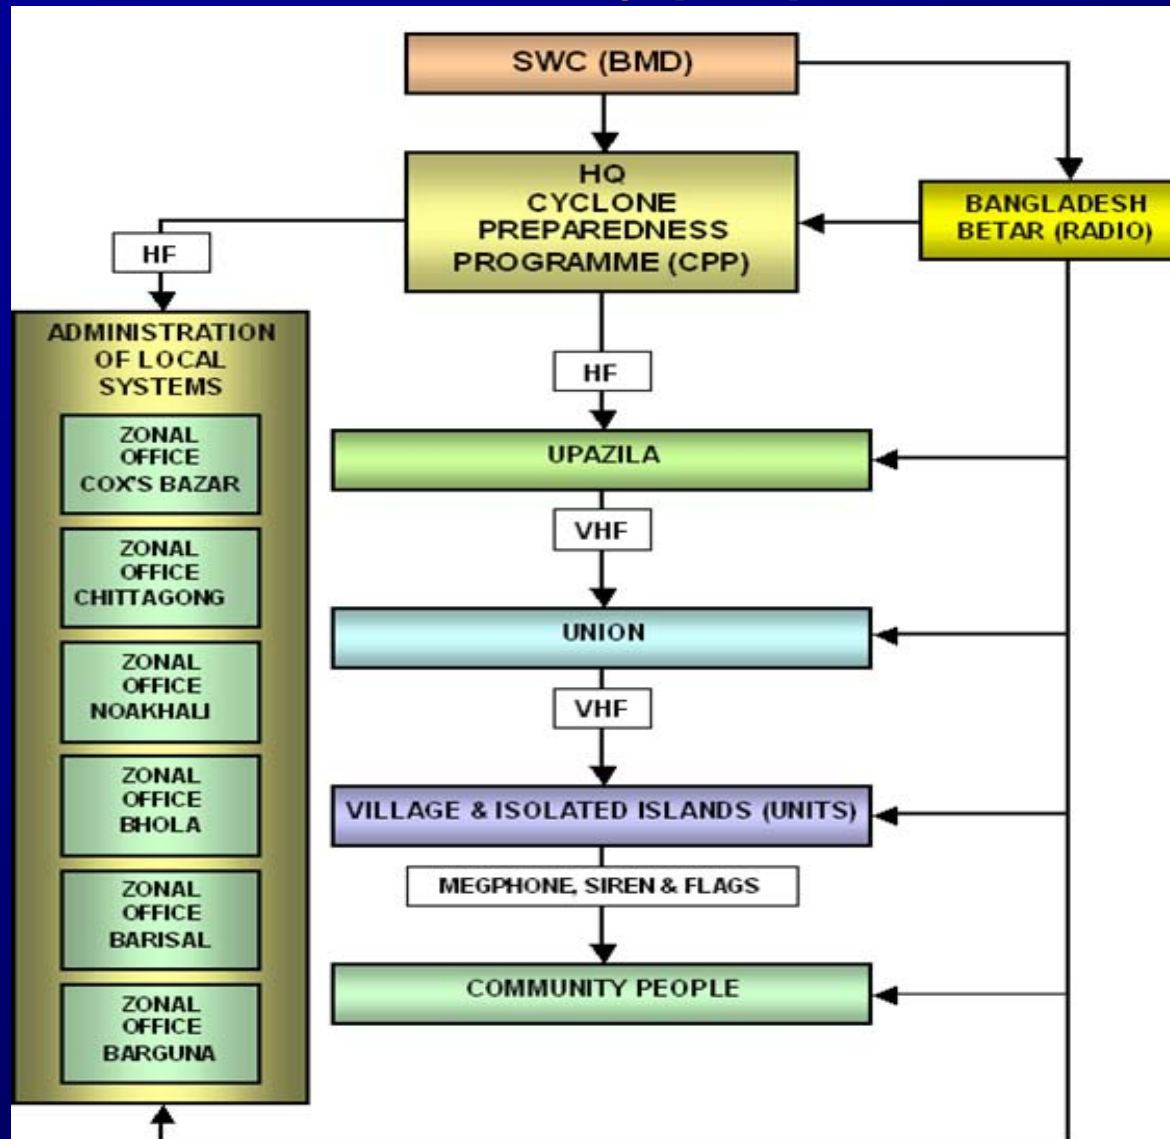 SWC (BMD)
HQ
CYCLONE
PREPAREDNESS
PROGRAMME (CPP)
BANGLADESH
BETAR (RADIO)
HF
ADMINISTRATION
OF LOCAL
SYSTEMS
ZONAL
OFFICE
COX'S BAZAR
ZONAL
OFFICE
CHITTAGONG
ZONAL
OFFICE
NOAKHALI
ZONAL
OFFICE
BHOLA
ZONAL
OFFICE
BARISAL
ZONAL
OFFICE
BARGUNA
HF
UPAZILA
VHF
UNION
VHF
VILLAGE & ISOLATED ISLANDS (UNITS)
MEGPHONE, SIREN & FLAGS
COMMUNITY PEOPLE